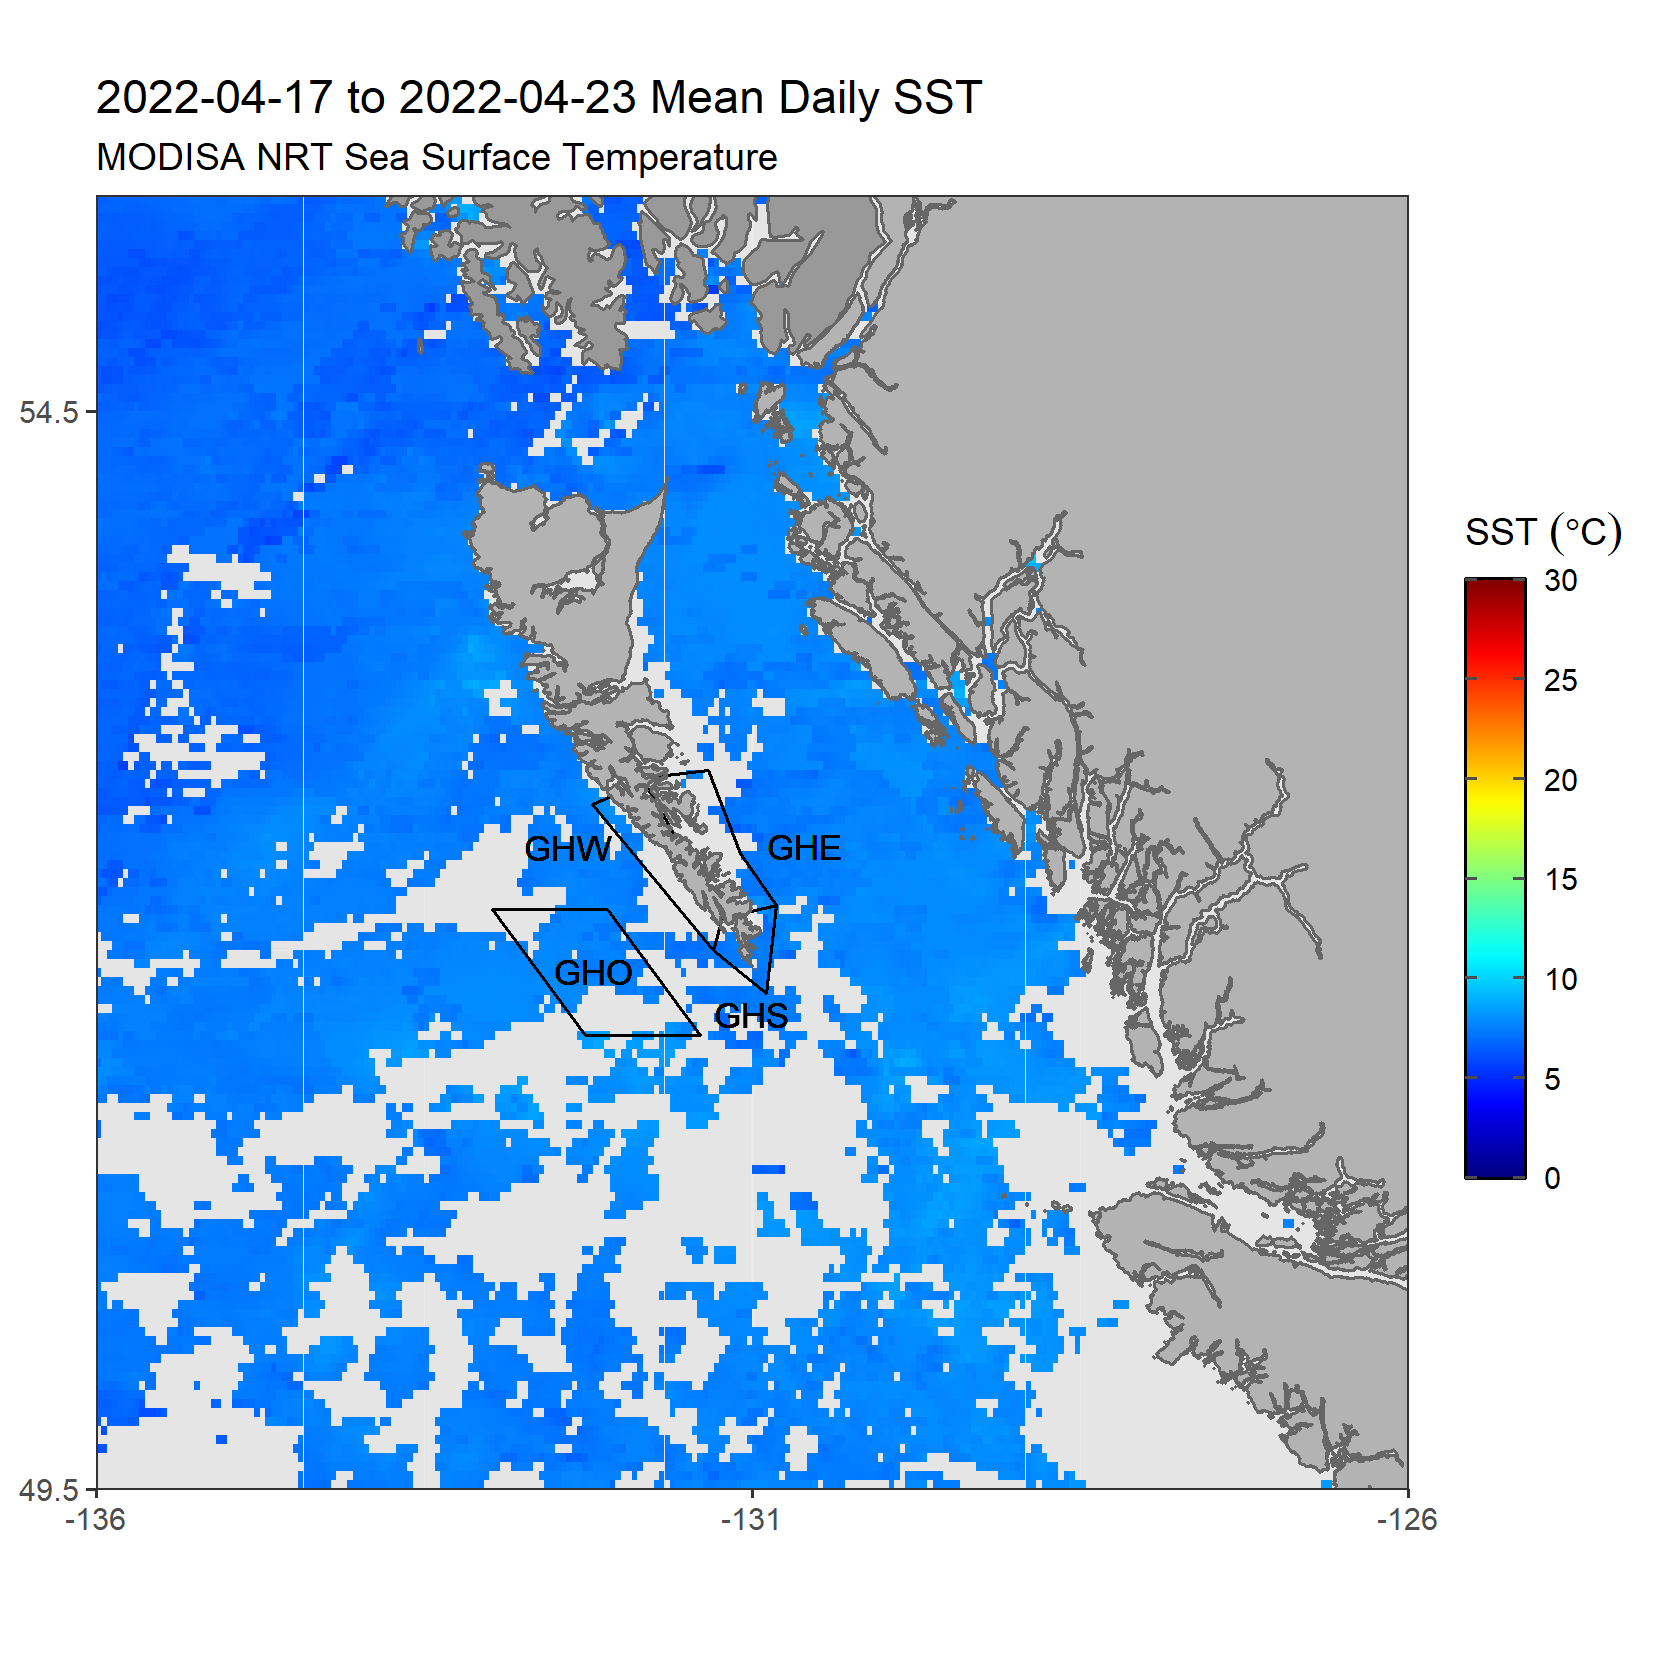 2022-04-17 to 2022-04-23 Mean Daily SST
MODISA NRT Sea Surface Temperature
54.5
49.5
-136
-131
-126
GHW
GHE
GHO
GHS
SST (°C)
30
25
20
15
10
5
0